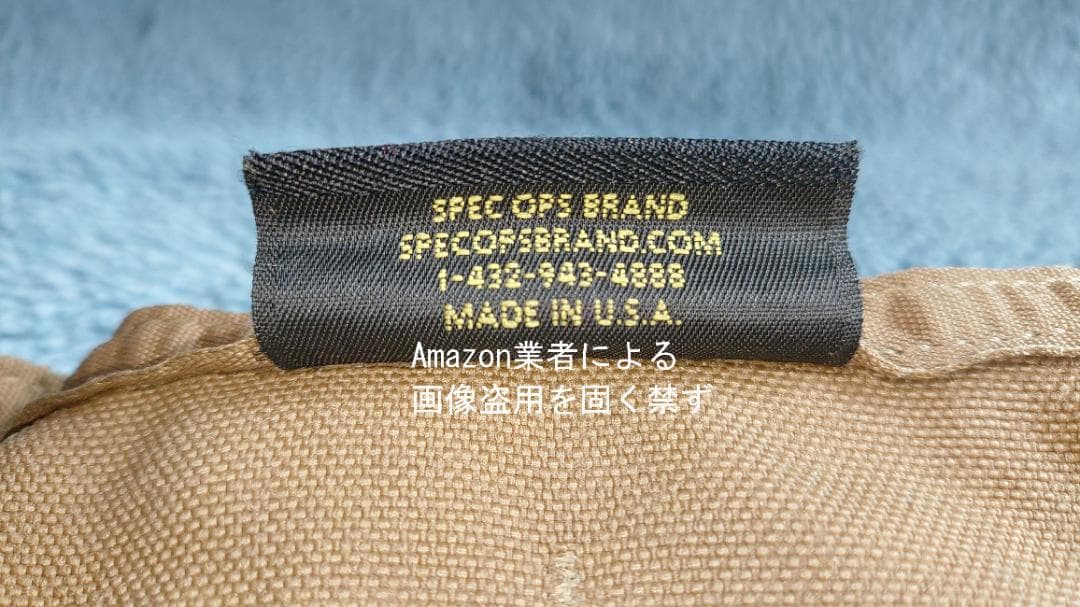 SPEC OPS BRAND
SPECOPSBRAND.COM
1-432-943-4888
MADE IN U.S.A.
Amazon業者による
画像盗用を固く禁ず